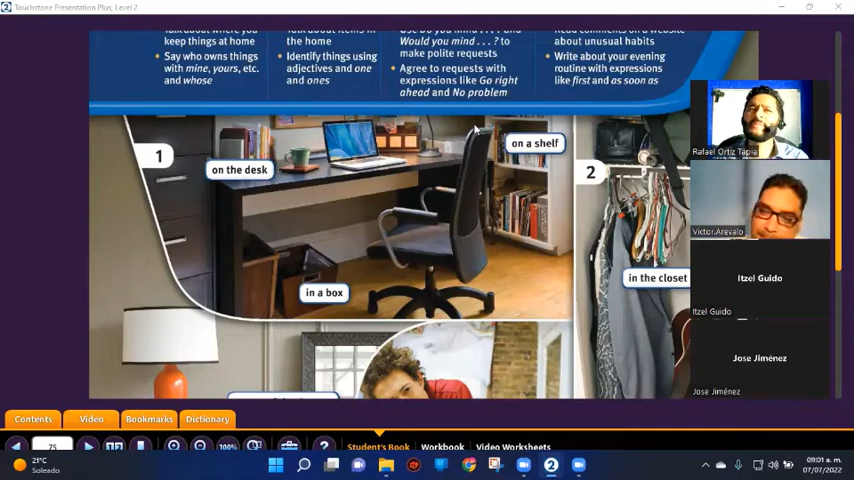 Touchstone Presentation Plus, Level 2
keep things at home
the home
Would you mind . . . ? to
make polite requests
about unusual habits
Say who owns things
with mine, yours, etc.
and whose
Identify things using
adjectives and one
and ones
Agree to requests with
expressions like Go right
ahead and No problem
Write about your evening
routine with expressions
like first and as soon as
1
on the desk
on a shelf
in a box
2
in the closet
Rafael Ortiz Tapia
Victor.Arevalo
Itzel Guido
Itzel Guido
Jose Jiménez
Jose Jiménez
Contents
Video
Bookmarks
Dictionary
75
100%
?
Student's Book
Workbook
Video Worksheets
21°C
Soleado
2
09:01 a. m.
07/07/2022